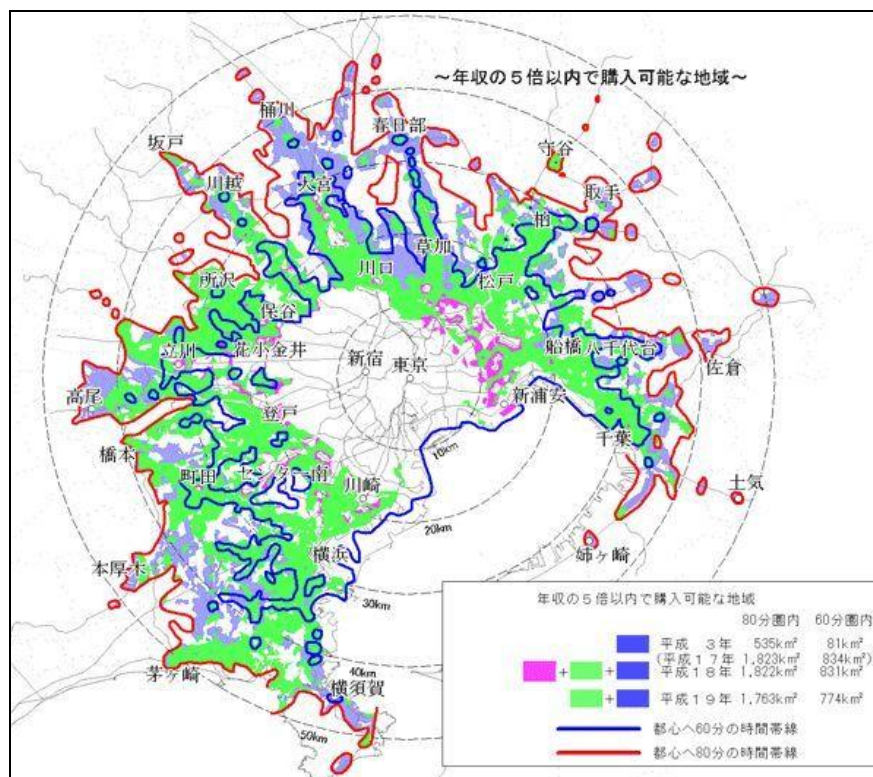 ～年収の５倍以内で購入可能な地域～
桶川
春日部
坂戸
守谷
川越
大宮
取手
柏
草加
川口
松戸
所沢
保谷
立川
花小金井
新宿
東京
船橋
八千代台
佐倉
高尾
新浦安
登戸
千葉
橋本
10km
町田
センター南
川崎
土気
20km
横浜
姉ヶ崎
本厚木
30km
茅ヶ崎
40km
横須賀
50km
年収の５倍以内で購入可能な地域
80分圏内 60分圏内
平成 ３年 535km² 81km²
(平成１７年 1,823km² 834km²)
+ + 平成１８年 1,822km² 831km²
+ 平成１９年 1,763km² 774km²
都心へ60分の時間帯線
都心へ80分の時間帯線